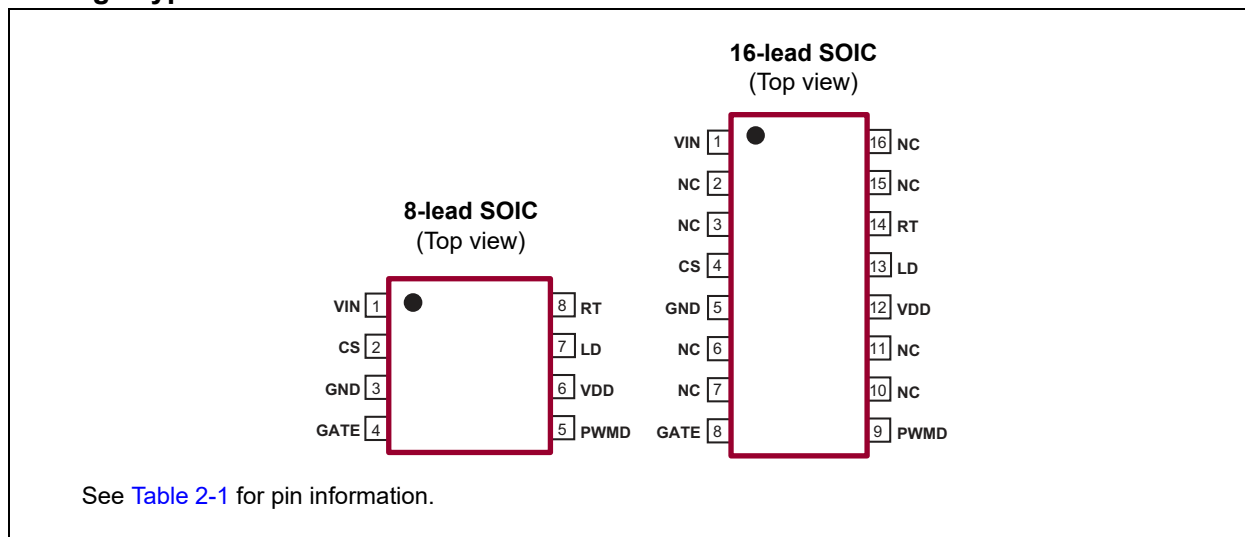 8-lead SOIC
(Top view)
VIN 1
CS 2
GND 3
GATE 4
8 RT
7 LD
6 VDD
5 PWMD
16-lead SOIC
(Top view)
VIN 1
NC 2
NC 3
CS 4
GND 5
NC 6
NC 7
GATE 8
16 NC
15 NC
14 RT
13 LD
12 VDD
11 NC
10 NC
9 PWMD
See Table 2-1 for pin information.